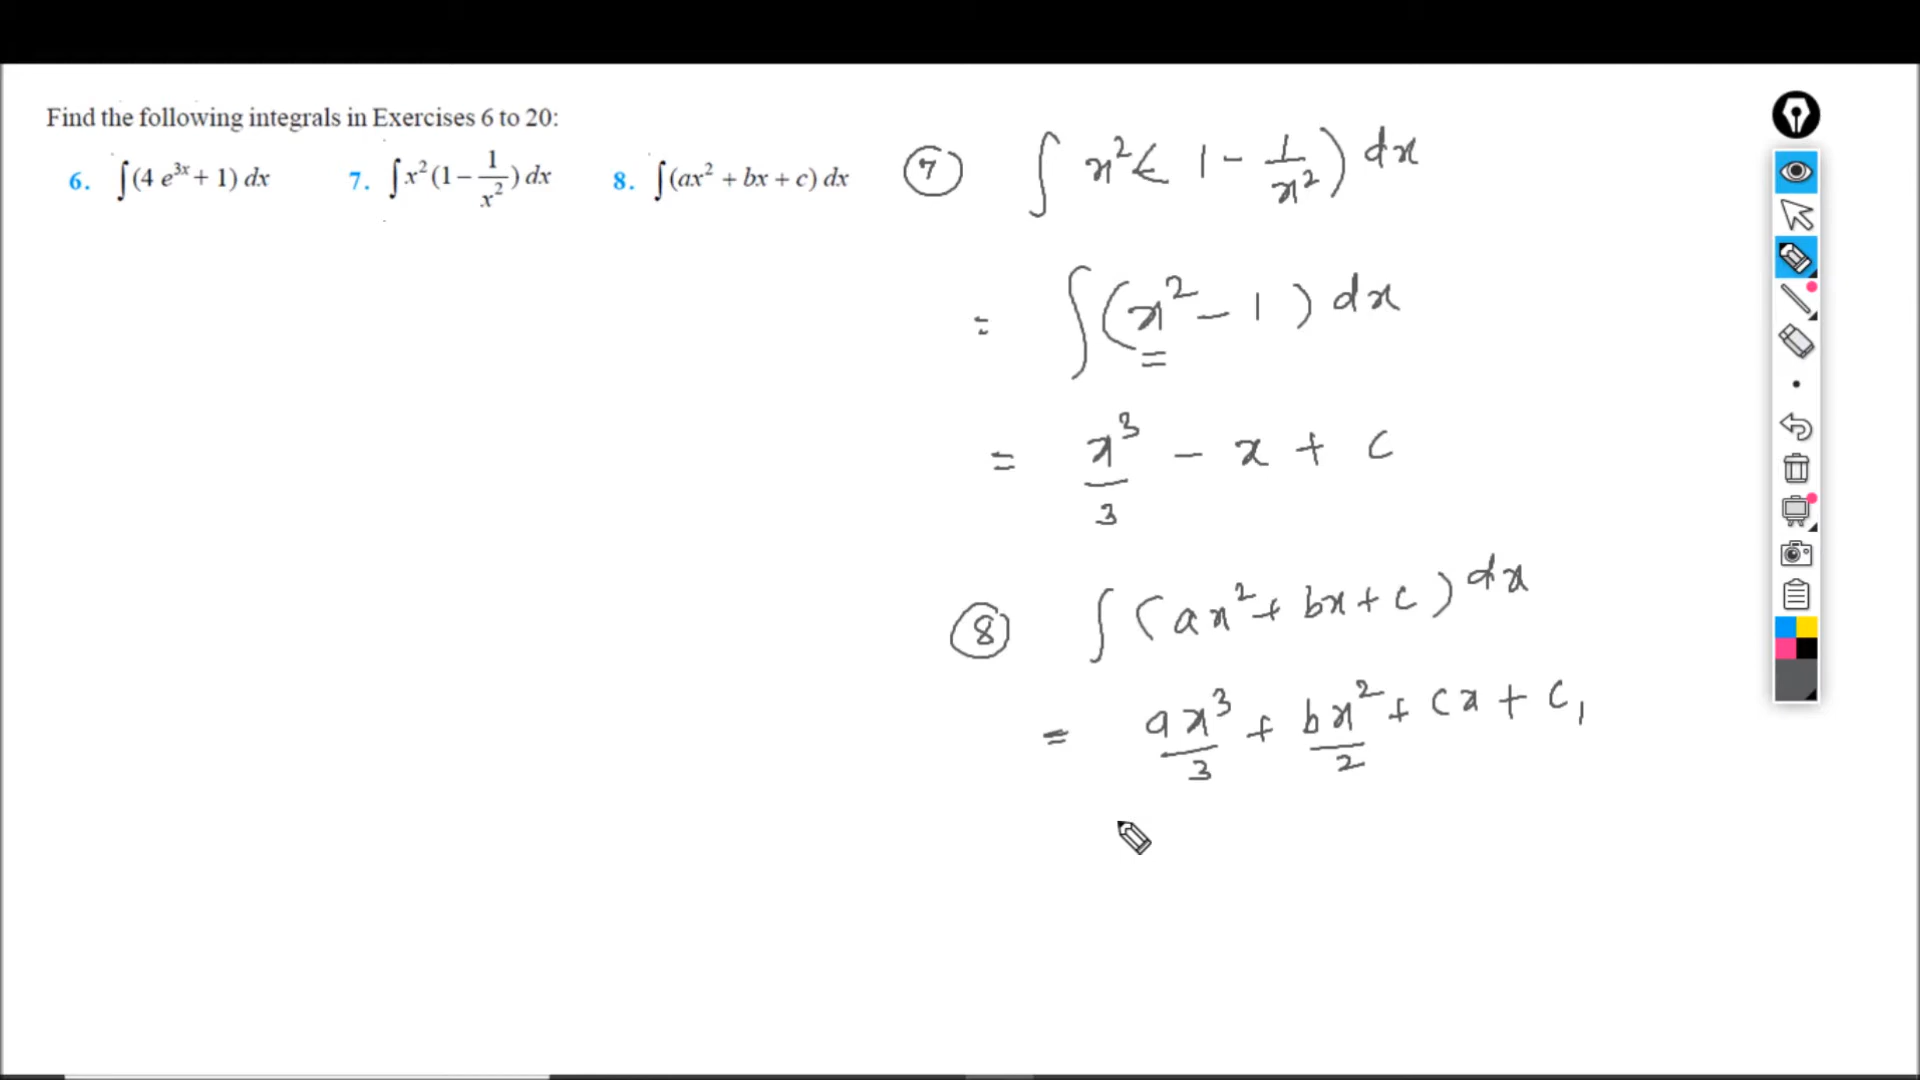 Find the following integrals in Exercises 6 to 20:
6. ∫(4 e³ˣ + 1) dx 7. ∫x²(1 – 1/x²) dx 8. ∫(ax² + bx + c) dx
⑦ ∫ x²(1 - 1/x²) dx
= ∫(x² - 1) dx
= x³/3 - x + c
⑧ ∫(ax² + bx + c) dx
= ax³/3 + bx²/2 + cx + c₁